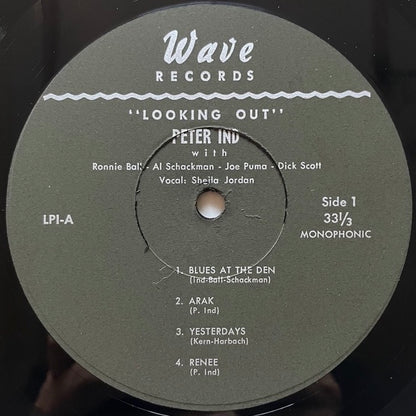 Wave
RECORDS
"LOOKING OUT"
PETER IND
with
Ronnie Ball - Al Schackman - Joe Puma - Dick Scott
Vocal: Sheila Jordan
LPI-A
Side 1
33⅓
MONOPHONIC
1. BLUES AT THE DEN
(Ind-Ball-Schackman)
2. ARAK
(P. Ind)
3. YESTERDAYS
(Kern-Harbach)
4. RENEE
(P. Ind)